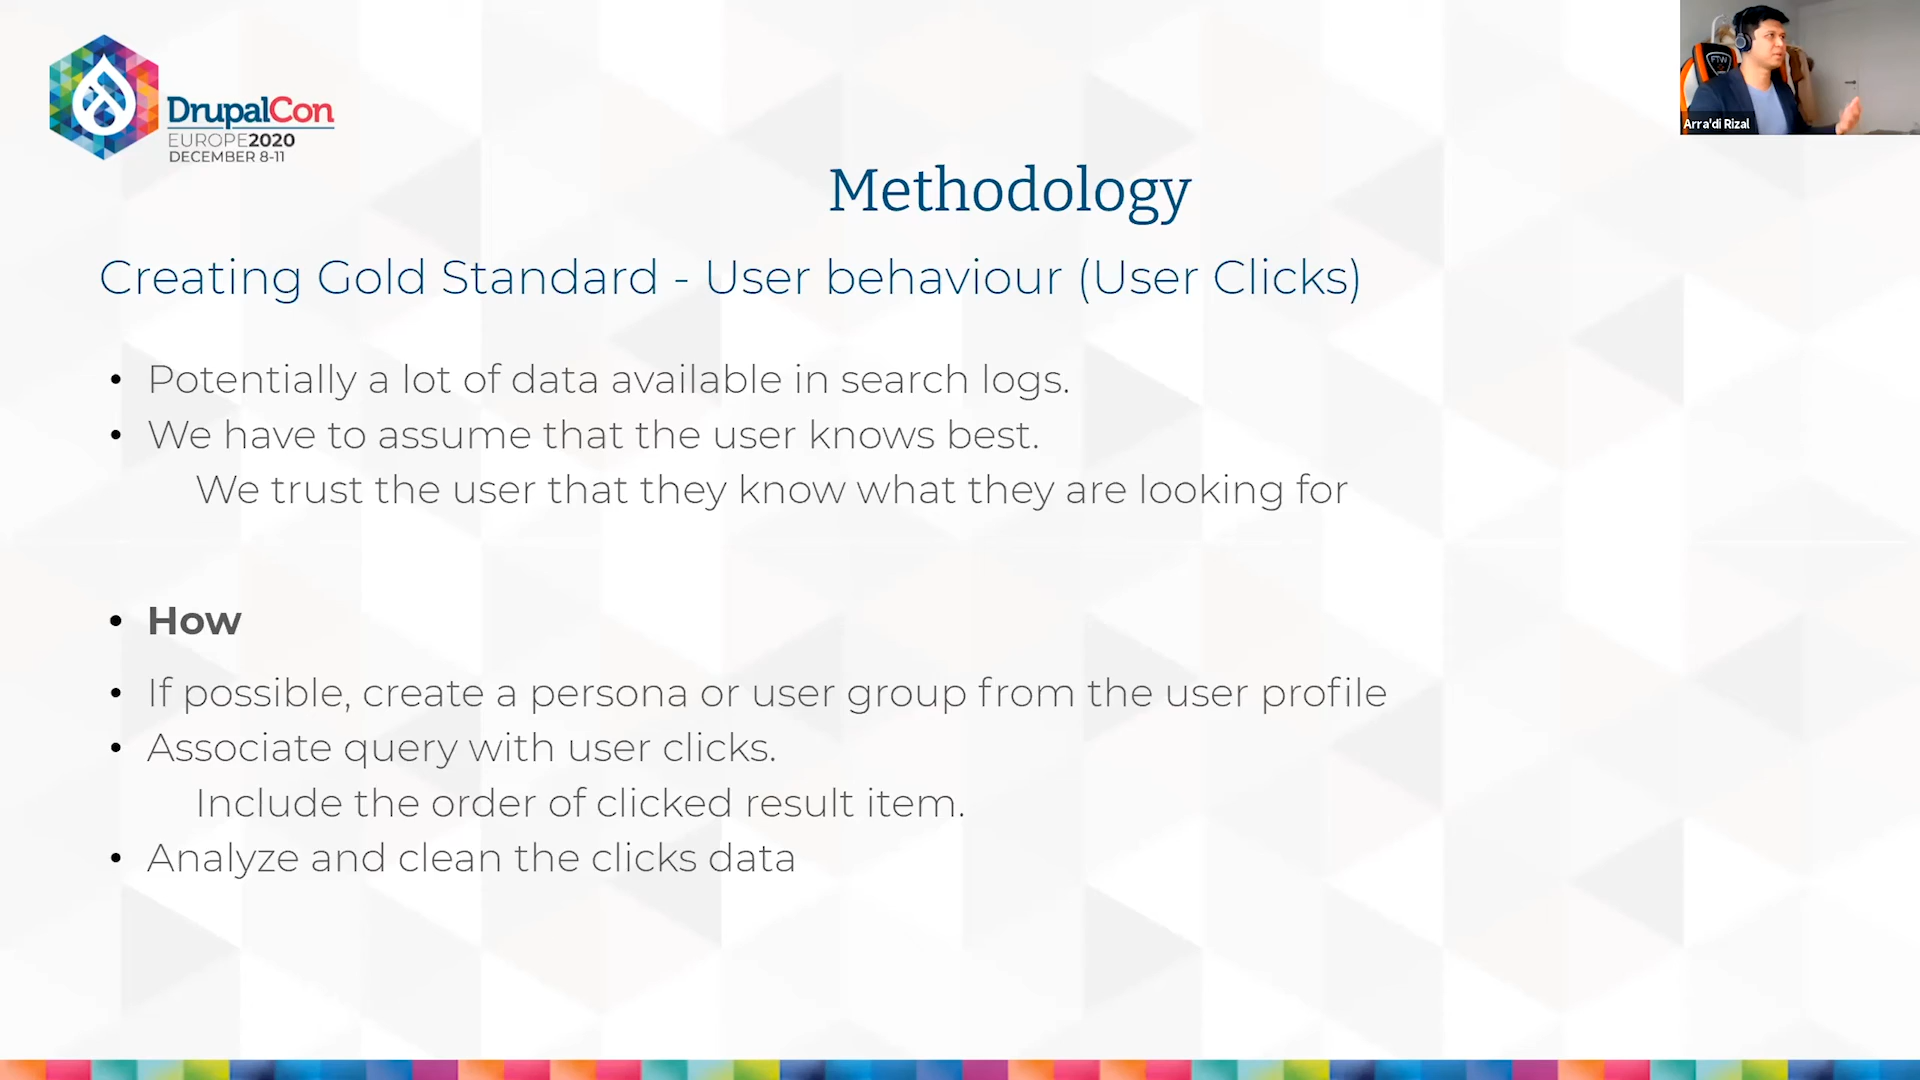 DrupalCon
EUROPE2020
DECEMBER 8-11
FTW
Arra'di Rizal
Methodology
Creating Gold Standard - User behaviour (User Clicks)
• Potentially a lot of data available in search logs.
• We have to assume that the user knows best.
We trust the user that they know what they are looking for
• How
• If possible, create a persona or user group from the user profile
• Associate query with user clicks.
Include the order of clicked result item.
• Analyze and clean the clicks data